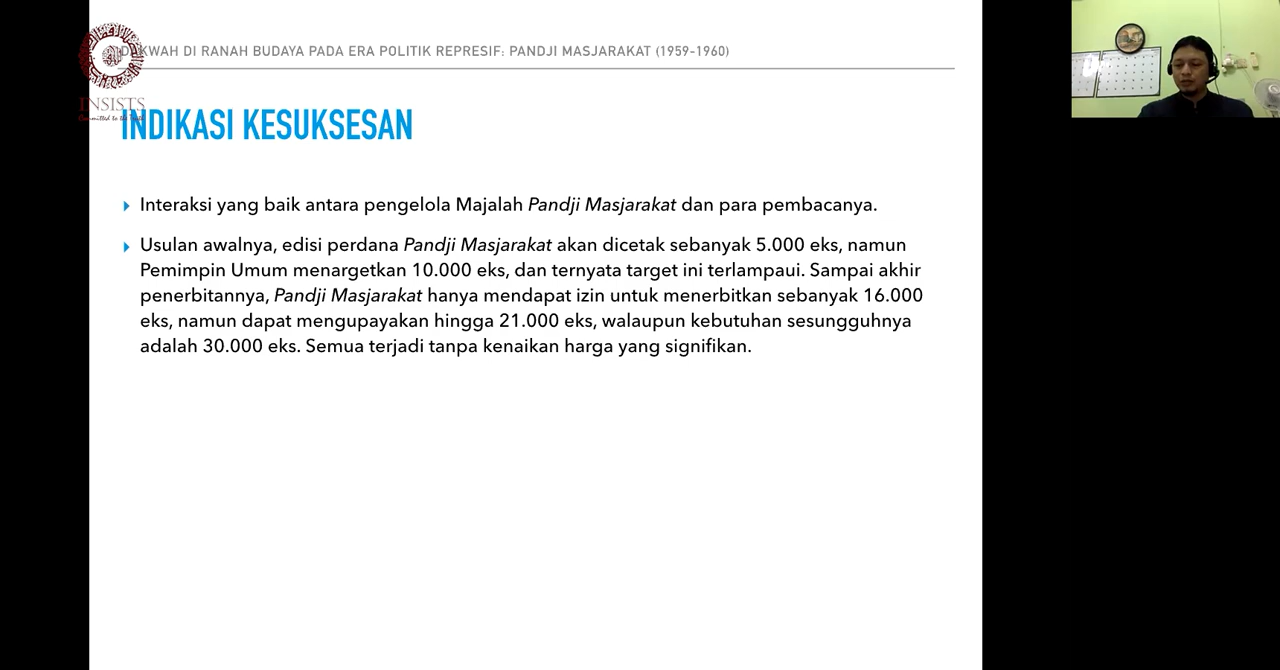 DAKWAH DI RANAH BUDAYA PADA ERA POLITIK REPRESIF: PANDJI MASJARAKAT (1959-1960)
INSISTS
Committed to the Truth
INDIKASI KESUKSESAN
Interaksi yang baik antara pengelola Majalah Pandji Masjarakat dan para pembacanya.
Usulan awalnya, edisi perdana Pandji Masjarakat akan dicetak sebanyak 5.000 eks, namun
Pemimpin Umum menargetkan 10.000 eks, dan ternyata target ini terlampaui. Sampai akhir
penerbitannya, Pandji Masjarakat hanya mendapat izin untuk menerbitkan sebanyak 16.000
eks, namun dapat mengupayakan hingga 21.000 eks, walaupun kebutuhan sesungguhnya
adalah 30.000 eks. Semua terjadi tanpa kenaikan harga yang signifikan.